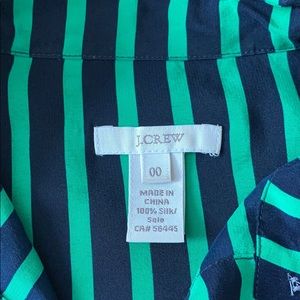 J.CREW
00
MADE IN
CHINA
100% Silk/
Soie
CA# 56445